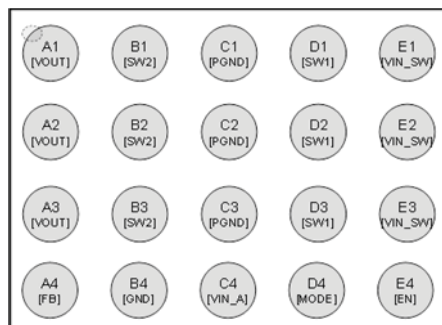 A1 B1 C1 D1 E1
[VOUT] [SW2] [PGND] [SW1] [VIN_SW]
A2 B2 C2 D2 E2
[VOUT] [SW2] [PGND] [SW1] [VIN_SW]
A3 B3 C3 D3 E3
[VOUT] [SW2] [PGND] [SW1] [VIN_SW]
A4 B4 C4 D4 E4
[FB] [GND] [VIN_A] [MODE] [EN]